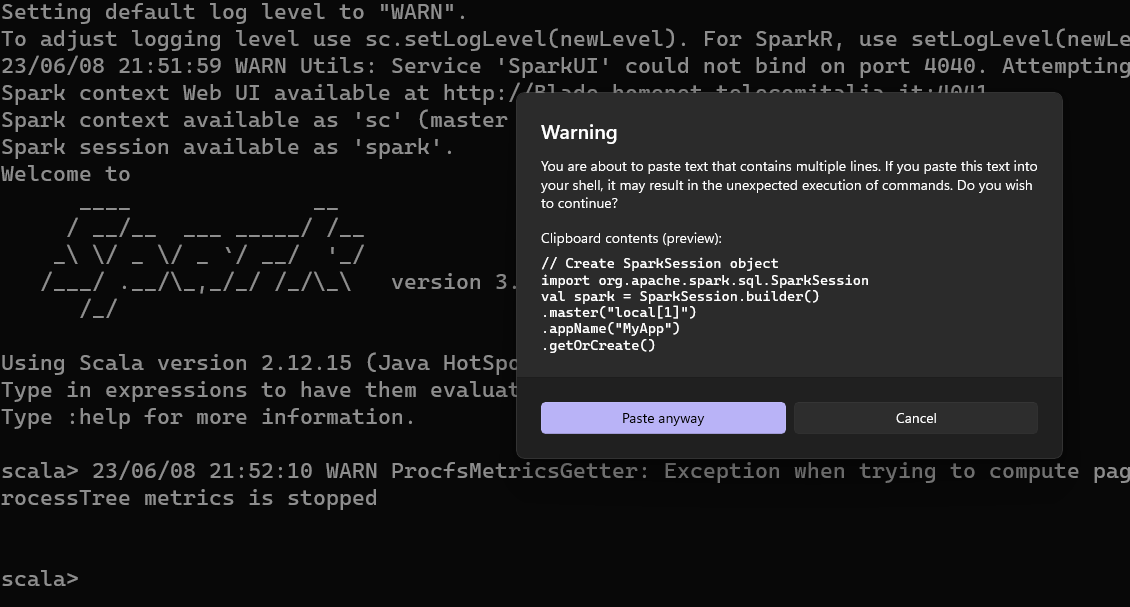 Setting default log level to "WARN".
To adjust logging level use sc.setLogLevel(newLevel). For SparkR, use setLogLevel(newLe
23/06/08 21:51:59 WARN Utils: Service 'SparkUI' could not bind on port 4040. Attempting
Spark context Web UI available at http://Blade.homenet.telecomitalia.it:4041
Spark context available as 'sc' (master
Spark session available as 'spark'.
Welcome to
      ____              __
     / __/__  ___ _____/ /__
    _\ \/ _ \/ _ `/ __/  '_/
   /___/ .__/\_,_/_/ /_/\_\   version 3.
      /_/
Using Scala version 2.12.15 (Java HotSpo
Type in expressions to have them evaluat
Type :help for more information.
scala> 23/06/08 21:52:10 WARN ProcfsMetricsGetter: Exception when trying to compute pag
rocessTree metrics is stopped
scala>
Warning
You are about to paste text that contains multiple lines. If you paste this text into
your shell, it may result in the unexpected execution of commands. Do you wish
to continue?
Clipboard contents (preview):
// Create SparkSession object
import org.apache.spark.sql.SparkSession
val spark = SparkSession.builder()
.master("local[1]")
.appName("MyApp")
.getOrCreate()
Paste anyway
Cancel